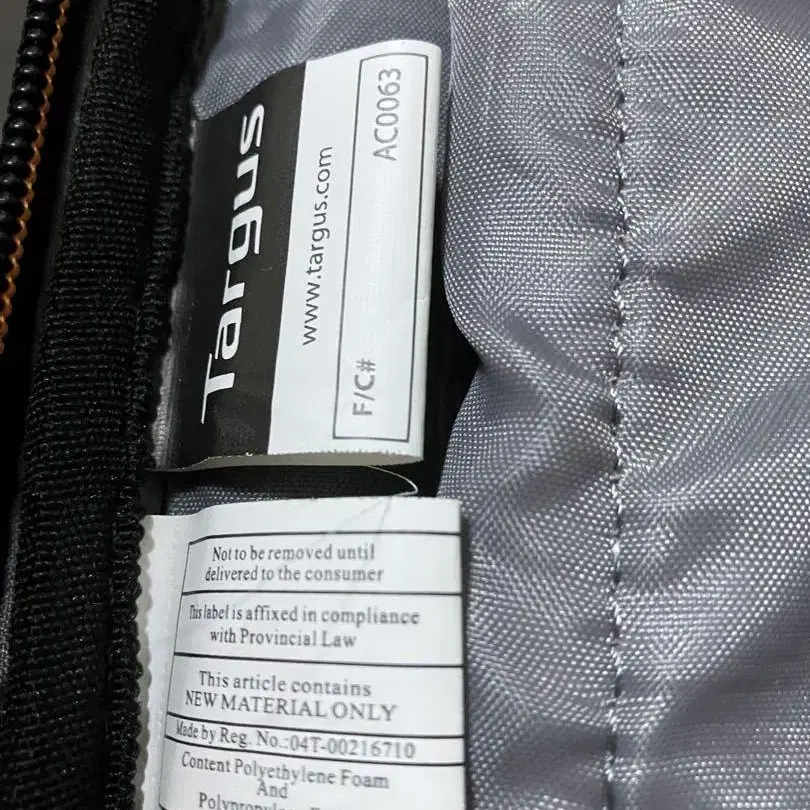 Targus
www.targus.com
F/C# AC0063
Not to be removed until
delivered to the consumer
This label is affixed in compliance
with Provincial Law
This article contains
NEW MATERIAL ONLY
Made by Reg. No.:04T-00216710
Content Polyethylene Foam
And